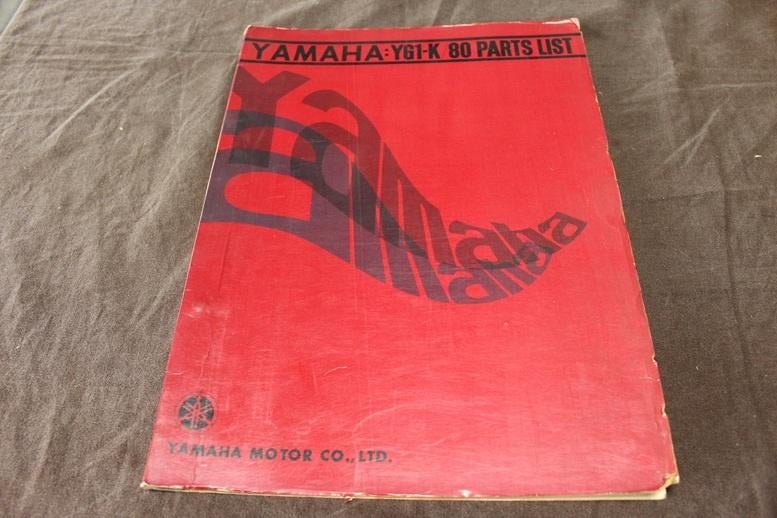 YAMAHA:YG1-K 80 PARTS LIST
Yamaha
Yamaha
YAMAHA MOTOR CO.,LTD.